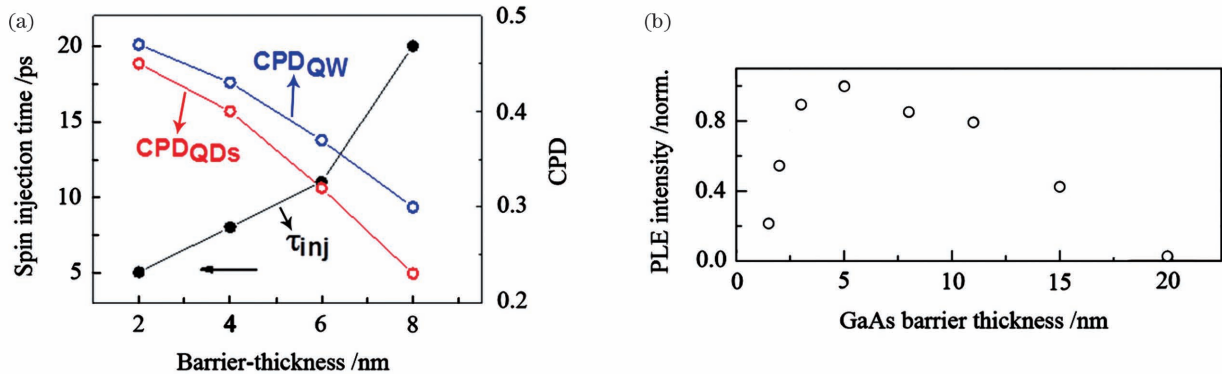 (a)
Spin injection time /ps
20
15
10
5
CPD_QW
CPD_QDs
τ_inj
0.5
0.4
0.3
0.2
CPD
2 4 6 8
Barrier-thickness /nm
(b)
PLE intensity /norm.
0.8
0.4
0.0
0 5 10 15 20
GaAs barrier thickness /nm